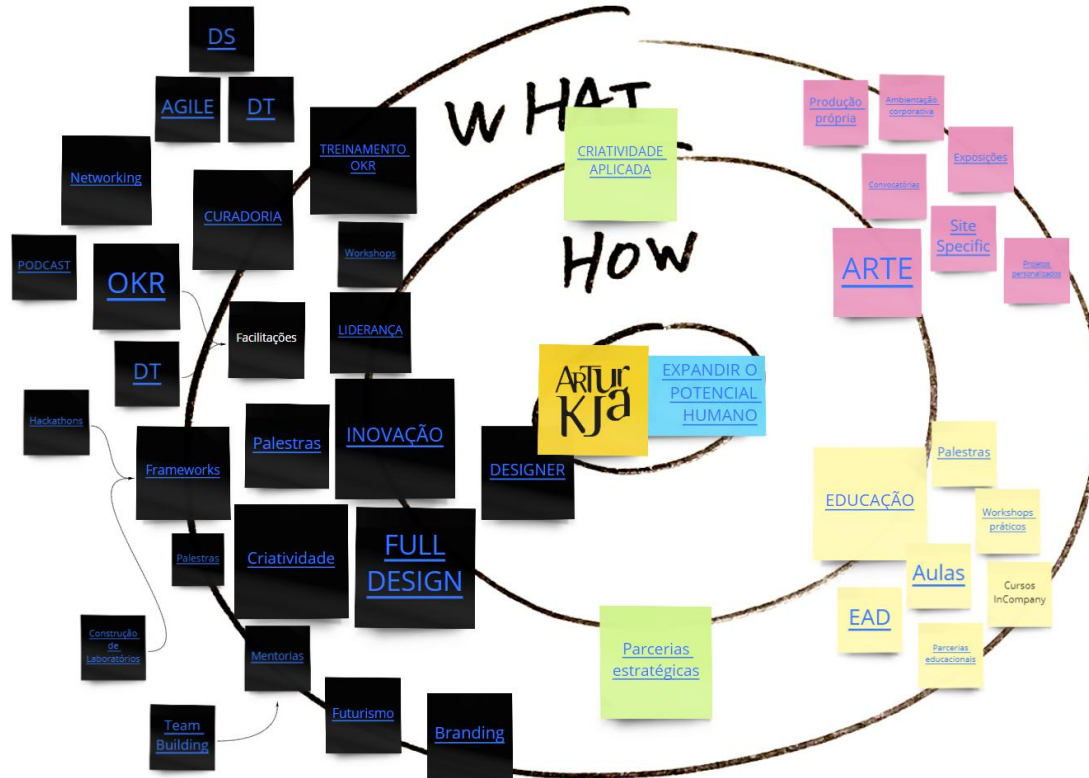 DS
AGILE
DT
WHAT
TREINAMENTO
OKR
CRIATIVIDADE
APLICADA
Produção
própria
Ambientação
corporativa
Exposições
Networking
CURADORIA
Convocatórias
Site
Specific
Projetos
personalizados
ARTE
Workshops
HOW
PODCAST
OKR
Facilitações
LIDERANÇA
DT
ARTur
KJa
EXPANDIR O
POTENCIAL
HUMANO
Hackathons
Frameworks
Palestras
INOVAÇÃO
DESIGNER
EDUCAÇÃO
Palestras
Workshops
práticos
Palestras
Criatividade
FULL
DESIGN
Aulas
Cursos
InCompany
EAD
Parcerias
educacionais
Construção
de
Laboratórios
Mentorias
Parcerias
estratégicas
Team
Building
Futurismo
Branding